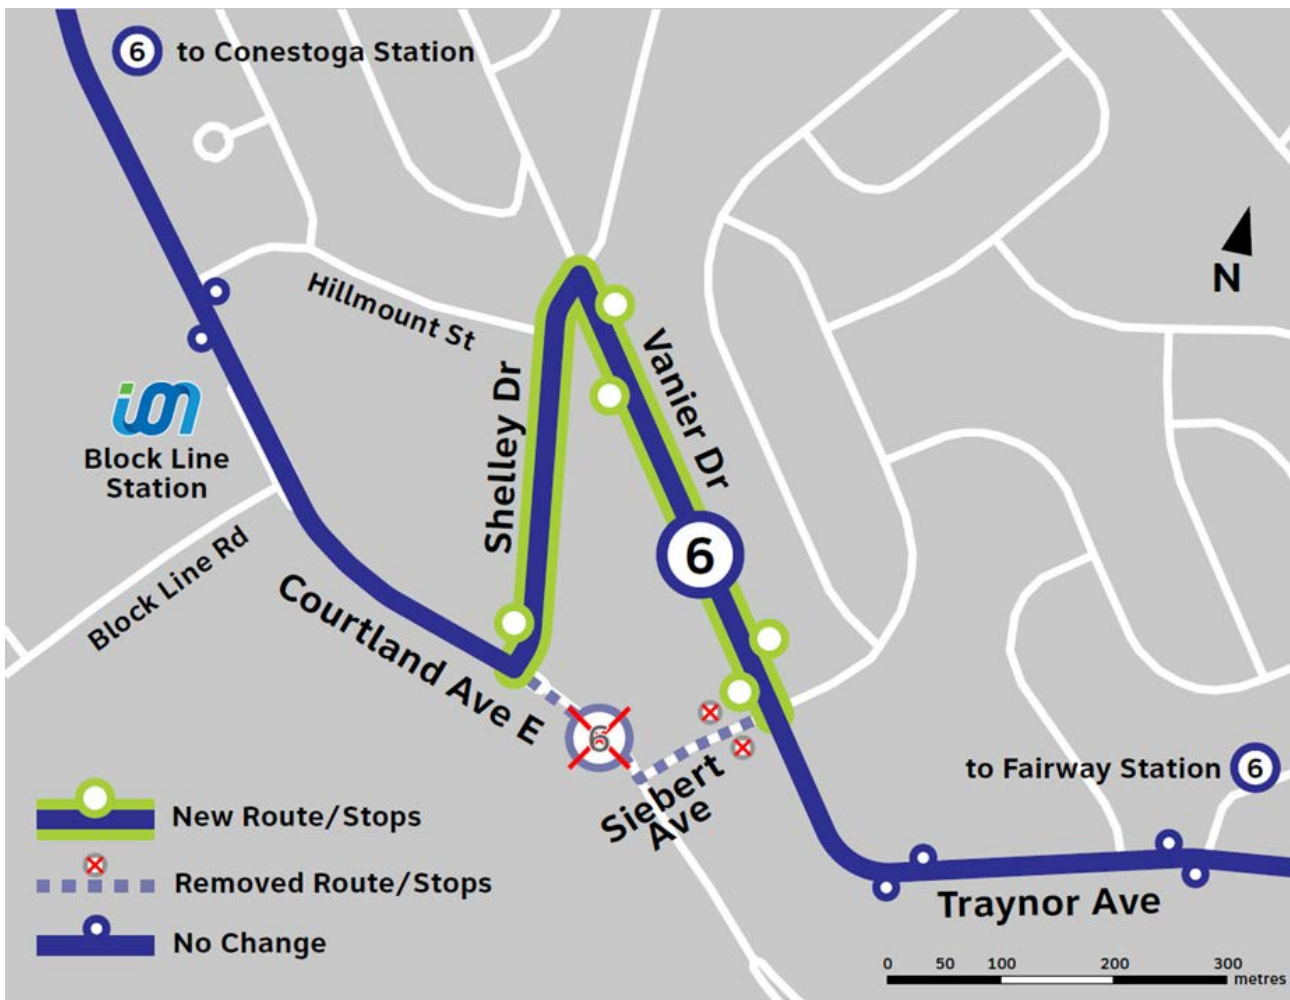 6 to Conestoga Station
N
Hillmount St
Vanier Dr
Shelley Dr
ion
Block Line
Station
Block Line Rd
6
Courtland Ave E
6
to Fairway Station 6
Siebert
Ave
New Route/Stops
Removed Route/Stops
No Change
Traynor Ave
0 50 100 200 300
metres